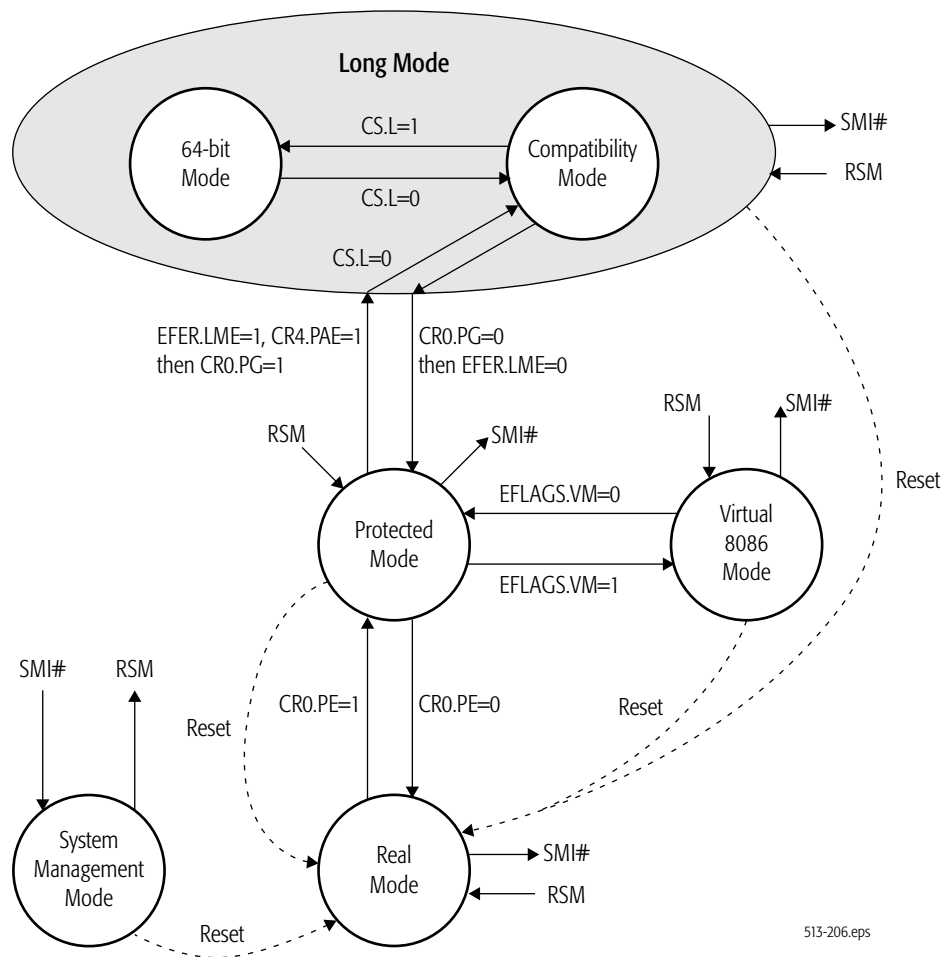 Long Mode
CS.L=1
SMI#
64-bit
Mode
Compatibility
Mode
RSM
CS.L=0
CS.L=0
EFER.LME=1, CR4.PAE=1
then CR0.PG=1
CR0.PG=0
then EFER.LME=0
RSM
SMI#
RSM
SMI#
Reset
EFLAGS.VM=0
Protected
Mode
Virtual
8086
Mode
EFLAGS.VM=1
SMI#
RSM
Reset
CR0.PE=1
CR0.PE=0
Reset
System
Management
Mode
Real
Mode
SMI#
RSM
Reset
513-206.eps